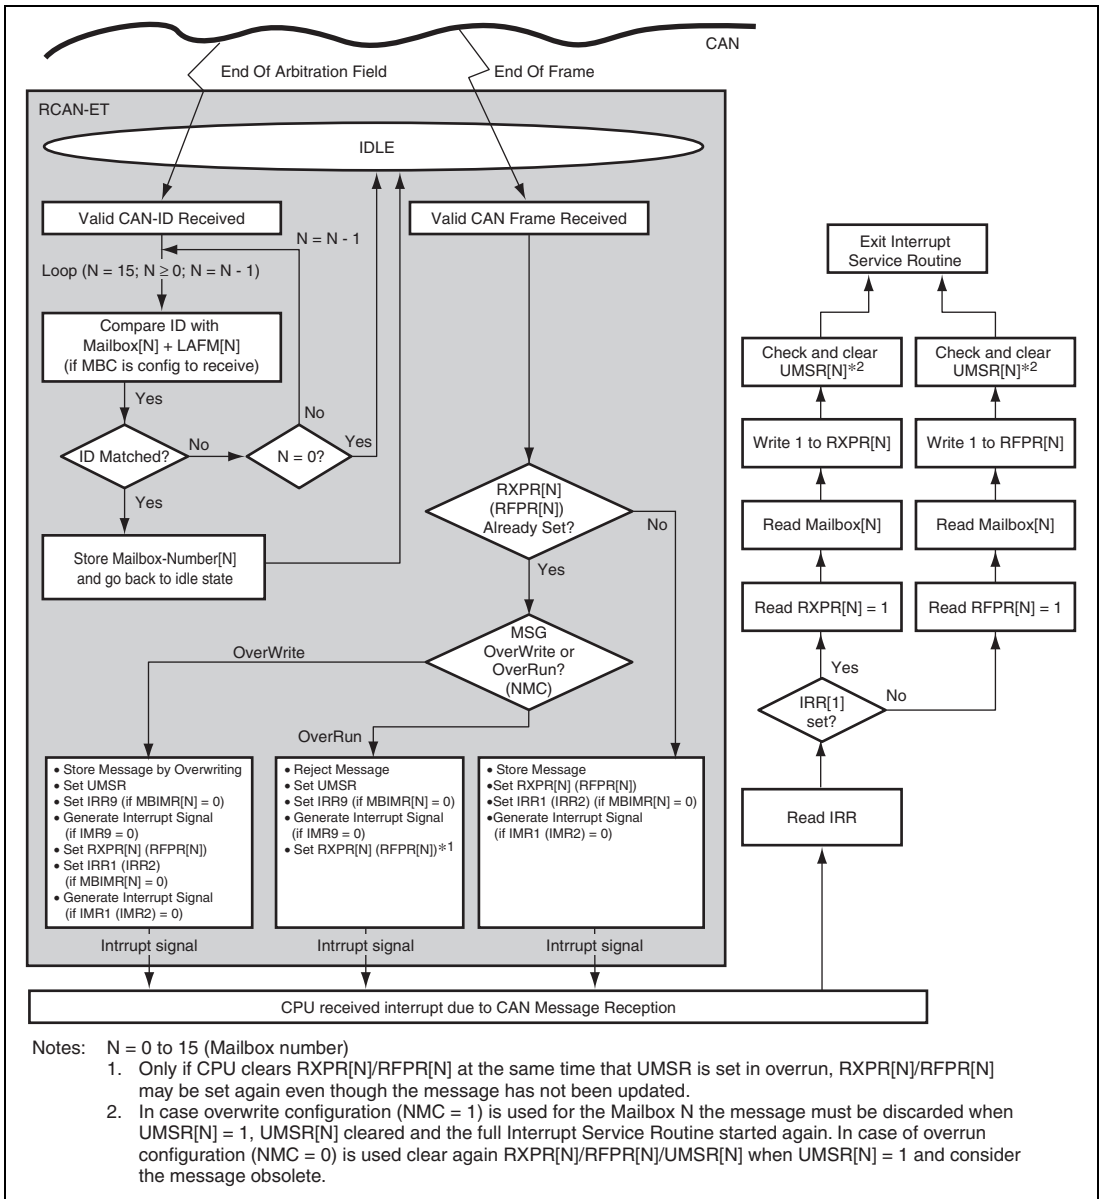 CAN
End Of Arbitration Field
End Of Frame
RCAN-ET
IDLE
Valid CAN-ID Received
Valid CAN Frame Received
N = N - 1
Loop (N = 15; N ≥ 0; N = N - 1)
Compare ID with
Mailbox[N] + LAFM[N]
(if MBC is config to receive)
Yes
No
ID Matched?
No
N = 0?
Yes
Yes
Store Mailbox-Number[N]
and go back to idle state
RXPR[N]
(RFPR[N])
Already Set?
No
Yes
MSG
OverWrite or
OverRun?
(NMC)
OverWrite
OverRun
• Store Message by Overwriting
• Set UMSR
• Set IRR9 (if MBIMR[N] = 0)
• Generate Interrupt Signal
(if IMR9 = 0)
• Set RXPR[N] (RFPR[N])
• Set IRR1 (IRR2)
(if MBIMR[N] = 0)
• Generate Interrupt Signal
(if IMR1 (IMR2) = 0)
• Reject Message
• Set UMSR
• Set IRR9 (if MBIMR[N] = 0)
• Generate Interrupt Signal
(if IMR9 = 0)
• Set RXPR[N] (RFPR[N])*1
• Store Message
•Set RXPR[N] (RFPR[N])
•Set IRR1 (IRR2) (if MBIMR[N] = 0)
•Generate Interrupt Signal
(if IMR1 (IMR2) = 0)
Intrrupt signal
Intrrupt signal
Intrrupt signal
CPU received interrupt due to CAN Message Reception
Exit Interrupt
Service Routine
Check and clear
UMSR[N]*2
Check and clear
UMSR[N]*2
Write 1 to RXPR[N]
Write 1 to RFPR[N]
Read Mailbox[N]
Read Mailbox[N]
Read RXPR[N] = 1
Read RFPR[N] = 1
Yes
No
IRR[1]
set?
Read IRR
Notes: N = 0 to 15 (Mailbox number)
1. Only if CPU clears RXPR[N]/RFPR[N] at the same time that UMSR is set in overrun, RXPR[N]/RFPR[N]
may be set again even though the message has not been updated.
2. In case overwrite configuration (NMC = 1) is used for the Mailbox N the message must be discarded when
UMSR[N] = 1, UMSR[N] cleared and the full Interrupt Service Routine started again. In case of overrun
configuration (NMC = 0) is used clear again RXPR[N]/RFPR[N]/UMSR[N] when UMSR[N] = 1 and consider
the message obsolete.